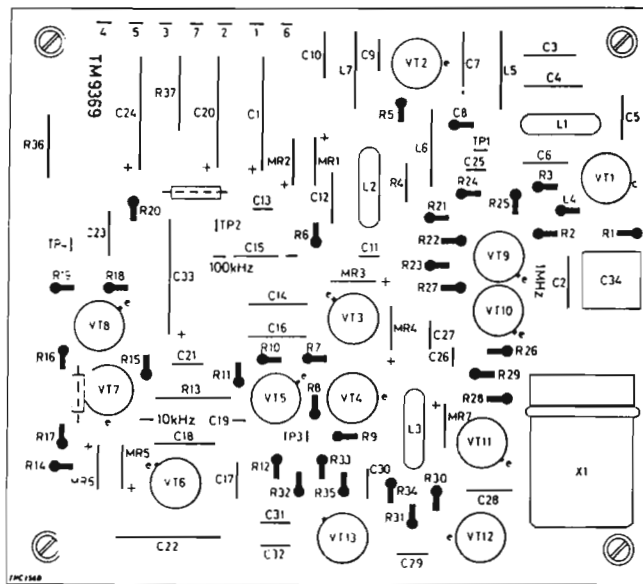 4 5 3 7 2 1 6
TM9369
R37
C24
C20
C1
C10
L7
C9
VT2
e
C7
L5
C3
C4
L1
C5
R36
R5
C8
TP1
C25
C6
VT1
e
MR2
MR1
L2
R4
L6
R24
R3
R25
L4
R20
C13
C12
R21
C23
TP2
R6
R22
R2
R1
TP4
C33
C15
100kHz
C11
R23
VT9
e
1MHz
C2
C34
R19
R18
MR3
R27
C14
e
VT3
VT10
e
VT8
e
C16
MR4
C27
R16
R15
C21
R10
R7
C26
R26
R11
R29
VT7
e
R13
VT5
e
R8
VT4
e
R28
10kHz
C19
L3
MR7
R17
C18
TP3
R9
VT11
e
X1
R14
MR5
e
VT6
R12
R33
C30
MR6
C17
R32
R35
R34
R30
C28
R31
C31
C22
C32
e
VT13
C29
e
VT12